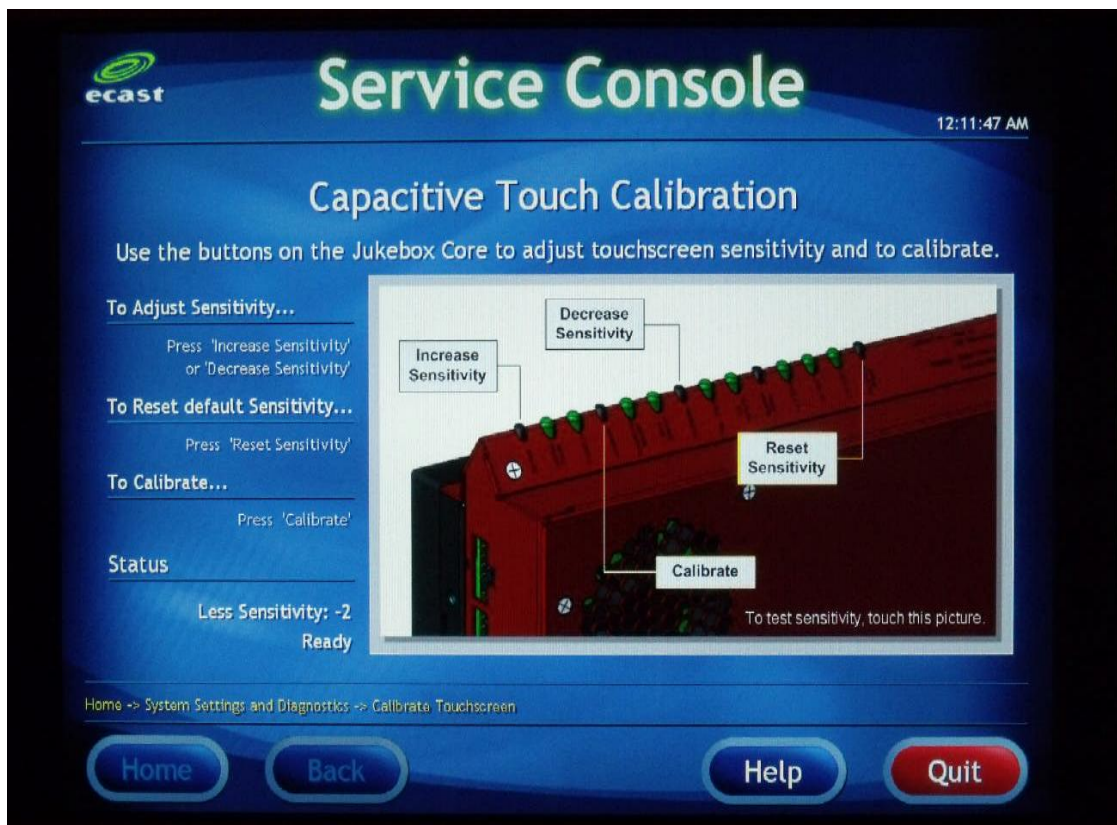 ecast
Service Console
12:11:47 AM
Capacitive Touch Calibration
Use the buttons on the Jukebox Core to adjust touchscreen sensitivity and to calibrate.
To Adjust Sensitivity...
Press 'Increase Sensitivity'
or 'Decrease Sensitivity'
To Reset default Sensitivity...
Press 'Reset Sensitivity'
To Calibrate...
Press 'Calibrate'
Status
Less Sensitivity: -2
Ready
Decrease
Sensitivity
Increase
Sensitivity
Reset
Sensitivity
Calibrate
To test sensitivity, touch this picture.
Home -> System Settings and Diagnostics -> Calibrate Touchscreen
Home
Back
Help
Quit